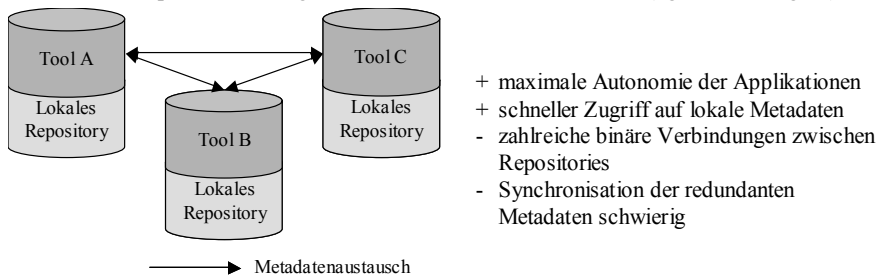 Tool A
Lokales
Repository
Tool C
Lokales
Repository
Tool B
Lokales
Repository
Metadatenaustausch
+ maximale Autonomie der Applikationen
+ schneller Zugriff auf lokale Metadaten
- zahlreiche binäre Verbindungen zwischen
Repositories
- Synchronisation der redundanten
Metadaten schwierig